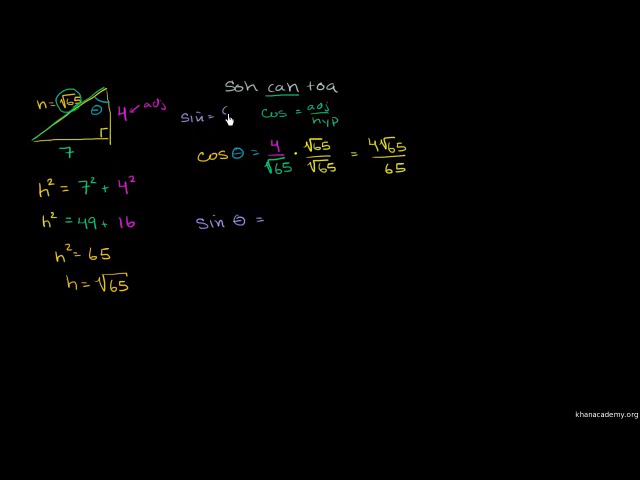 soh cah toa
h = √65
θ
4 adj
7
sin =
cos = adj/hyp
cos θ = 4/√65 · √65/√65 = 4√65/65
h² = 7² + 4²
h² = 49 + 16
sin θ =
h² = 65
h = √65
khanacademy.org